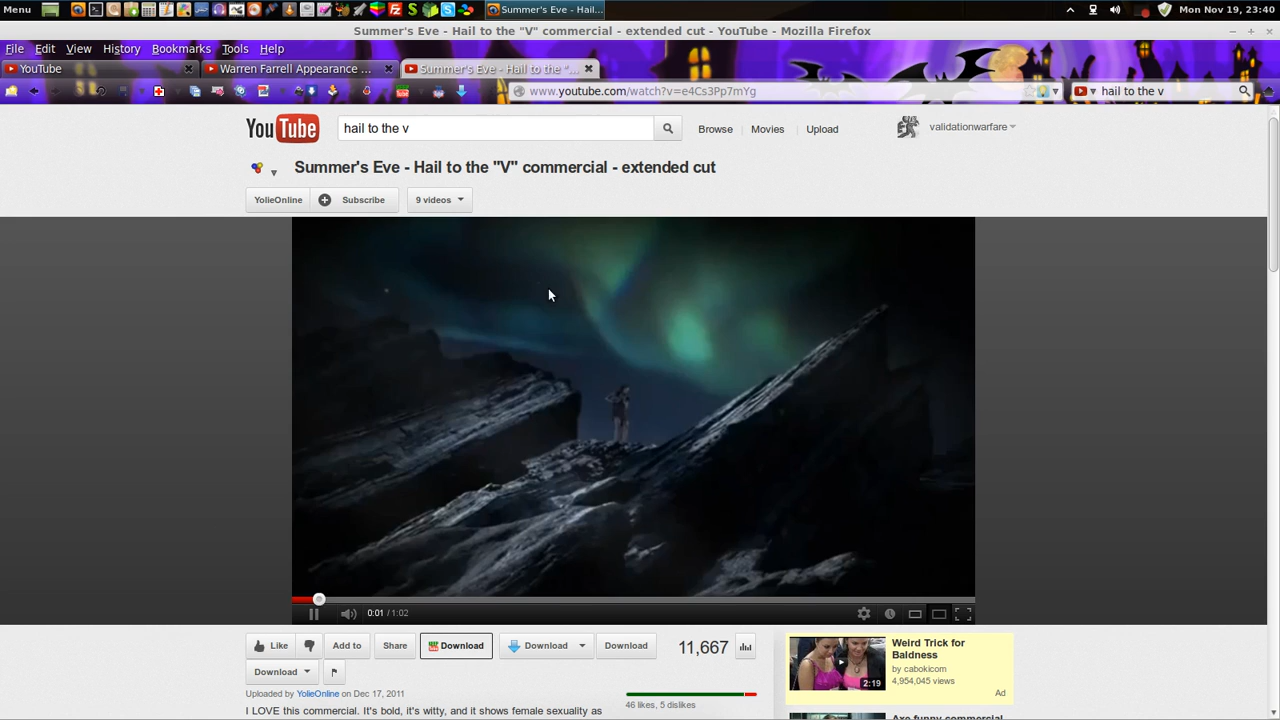 Menu
Summer's Eve - Hail...
Mon Nov 19, 23:40
Summer's Eve - Hail to the "V" commercial - extended cut - YouTube - Mozilla Firefox
File Edit View History Bookmarks Tools Help
YouTube
Warren Farrell Appearance ...
Summer's Eve - Hail to the "...
www.youtube.com/watch?v=e4Cs3Pp7mYg
hail to the v
YouTube
hail to the v
Browse
Movies
Upload
validationwarfare
Summer's Eve - Hail to the "V" commercial - extended cut
YolieOnline
Subscribe
9 videos
0:01 / 1:02
Like
Add to
Share
Download
Download
Download
11,667
Download
Uploaded by YolieOnline on Dec 17, 2011
46 likes, 5 dislikes
I LOVE this commercial. It's bold, it's witty, and it shows female sexuality as
2:19
Weird Trick for
Baldness
by cabokicom
4,954,045 views
Ad
Axe funny commercial